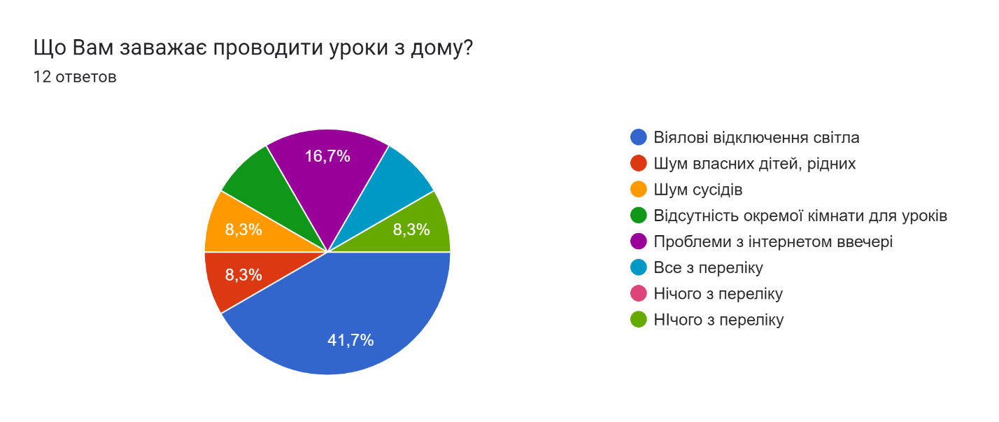 Що Вам заважає проводити уроки з дому?
12 ответов
16,7%
8,3%
8,3%
8,3%
41,7%
Віялові відключення світла
Шум власних дітей, рідних
Шум сусідів
Відсутність окремої кімнати для уроків
Проблеми з інтернетом ввечері
Все з переліку
Нічого з переліку
НІчого з переліку